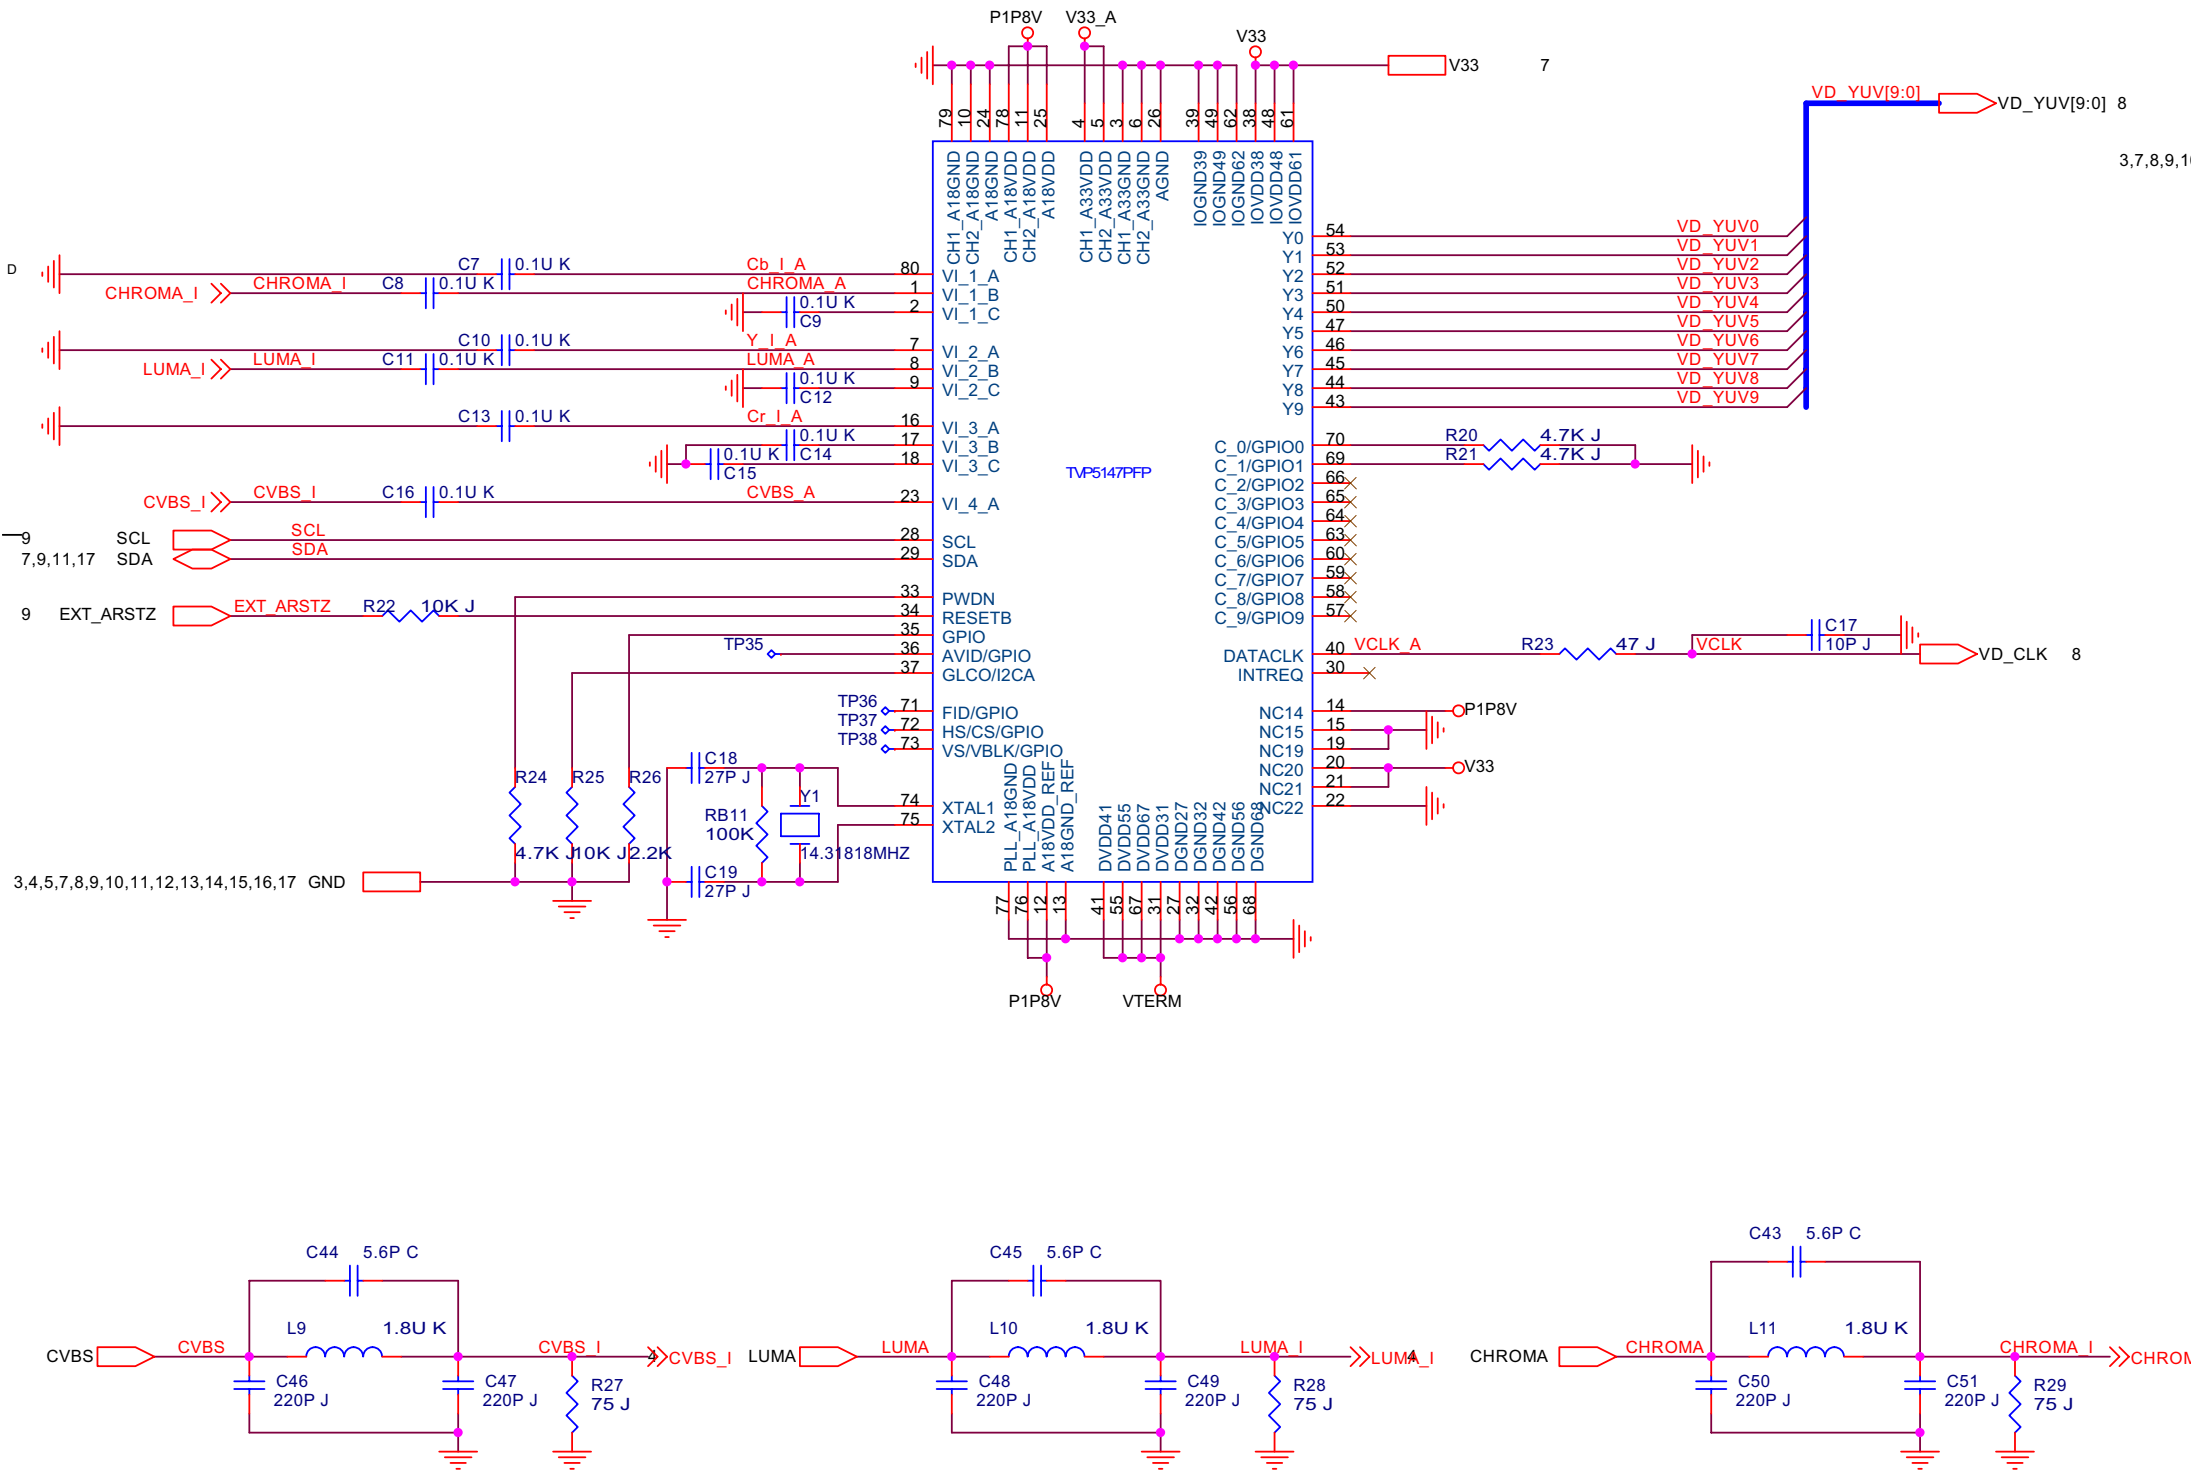 P1P8V V33_A
V33
V33 7
VD_YUV[9:0]
VD_YUV[9:0] 8
79 10 24 78 11 25 4 5 3 6 26 39 49 62 38 48 61
CH1_A18GND
CH2_A18GND
A18GND
CH1_A18VDD
CH2_A18VDD
A18VDD
CH1_A33VDD
CH2_A33VDD
CH1_A33GND
CH2_A33GND
AGND
IOGND39
IOGND49
IOGND62
IOVDD38
IOVDD48
IOVDD61
D
C7 0.1U K Cb_I_A 80 VI_1_A
CHROMA_I CHROMA_I C8 0.1U K CHROMA_A 1 VI_1_B
0.1U K C9 2 VI_1_C
C10 0.1U K Y_I_A 7 VI_2_A
LUMA_I LUMA_I C11 0.1U K LUMA_A 8 VI_2_B
0.1U K C12 9 VI_2_C
C13 0.1U K Cr_I_A 16 VI_3_A
0.1U K C14 17 VI_3_B
0.1U K C15 18 VI_3_C
CVBS_I CVBS_I C16 0.1U K CVBS_A 23 VI_4_A
9 SCL SCL 28 SCL
7,9,11,17 SDA SDA 29 SDA
33 PWDN
9 EXT_ARSTZ EXT_ARSTZ R22 10K J 34 RESETB
35 GPIO
TP35 36 AVID/GPIO
37 GLCO/I2CA
TP36 71 FID/GPIO
TP37 72 HS/CS/GPIO
TP38 73 VS/VBLK/GPIO
74 XTAL1
75 XTAL2
TVP5147PFP
Y0 54 VD_YUV0
Y1 53 VD_YUV1
Y2 52 VD_YUV2
Y3 51 VD_YUV3
Y4 50 VD_YUV4
Y5 47 VD_YUV5
Y6 46 VD_YUV6
Y7 45 VD_YUV7
Y8 44 VD_YUV8
Y9 43 VD_YUV9
C_0/GPIO0 70 R20 4.7K J
C_1/GPIO1 69 R21 4.7K J
C_2/GPIO2 66
C_3/GPIO3 65
C_4/GPIO4 64
C_5/GPIO5 63
C_6/GPIO6 60
C_7/GPIO7 59
C_8/GPIO8 58
C_9/GPIO9 57
C17
10P J
DATACLK 40 VCLK_A R23 47 J VCLK VD_CLK 8
INTREQ 30
NC14 14 P1P8V
NC15 15
NC19 19
NC20 20 V33
NC21 21
NC22 22
C18
27P J
R24 R25 R26
Y1
RB11
100K
4.7K J 10K J 2.2K
14.31818MHZ
C19
27P J
3,4,5,7,8,9,10,11,12,13,14,15,16,17 GND
PLL_A18GND
PLL_A18VDD
A18VDD_REF
A18GND_REF
DVDD41
DVDD55
DVDD67
DVDD31
DGND27
DGND32
DGND42
DGND56
DGND68
77 76 12 13 41 55 67 31 27 32 42 56 68
P1P8V VTERM
C44 5.6P C
L9 1.8U K
CVBS CVBS CVBS_I 4 CVBS_I
C46
220P J
C47
220P J
R27
75 J
C45 5.6P C
L10 1.8U K
LUMA LUMA LUMA_I LUMA_I 4
C48
220P J
C49
220P J
R28
75 J
C43 5.6P C
L11 1.8U K
CHROMA CHROMA CHROMA_I
C50
220P J
C51
220P J
R29
75 J